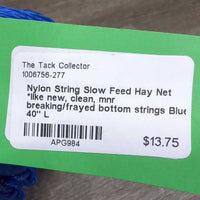 The Tack Collector
1006756-277
Nylon String Slow Feed Hay Net
*like new, clean, mnr
breaking/frayed bottom strings Blue
40" L
APG984
$13.75